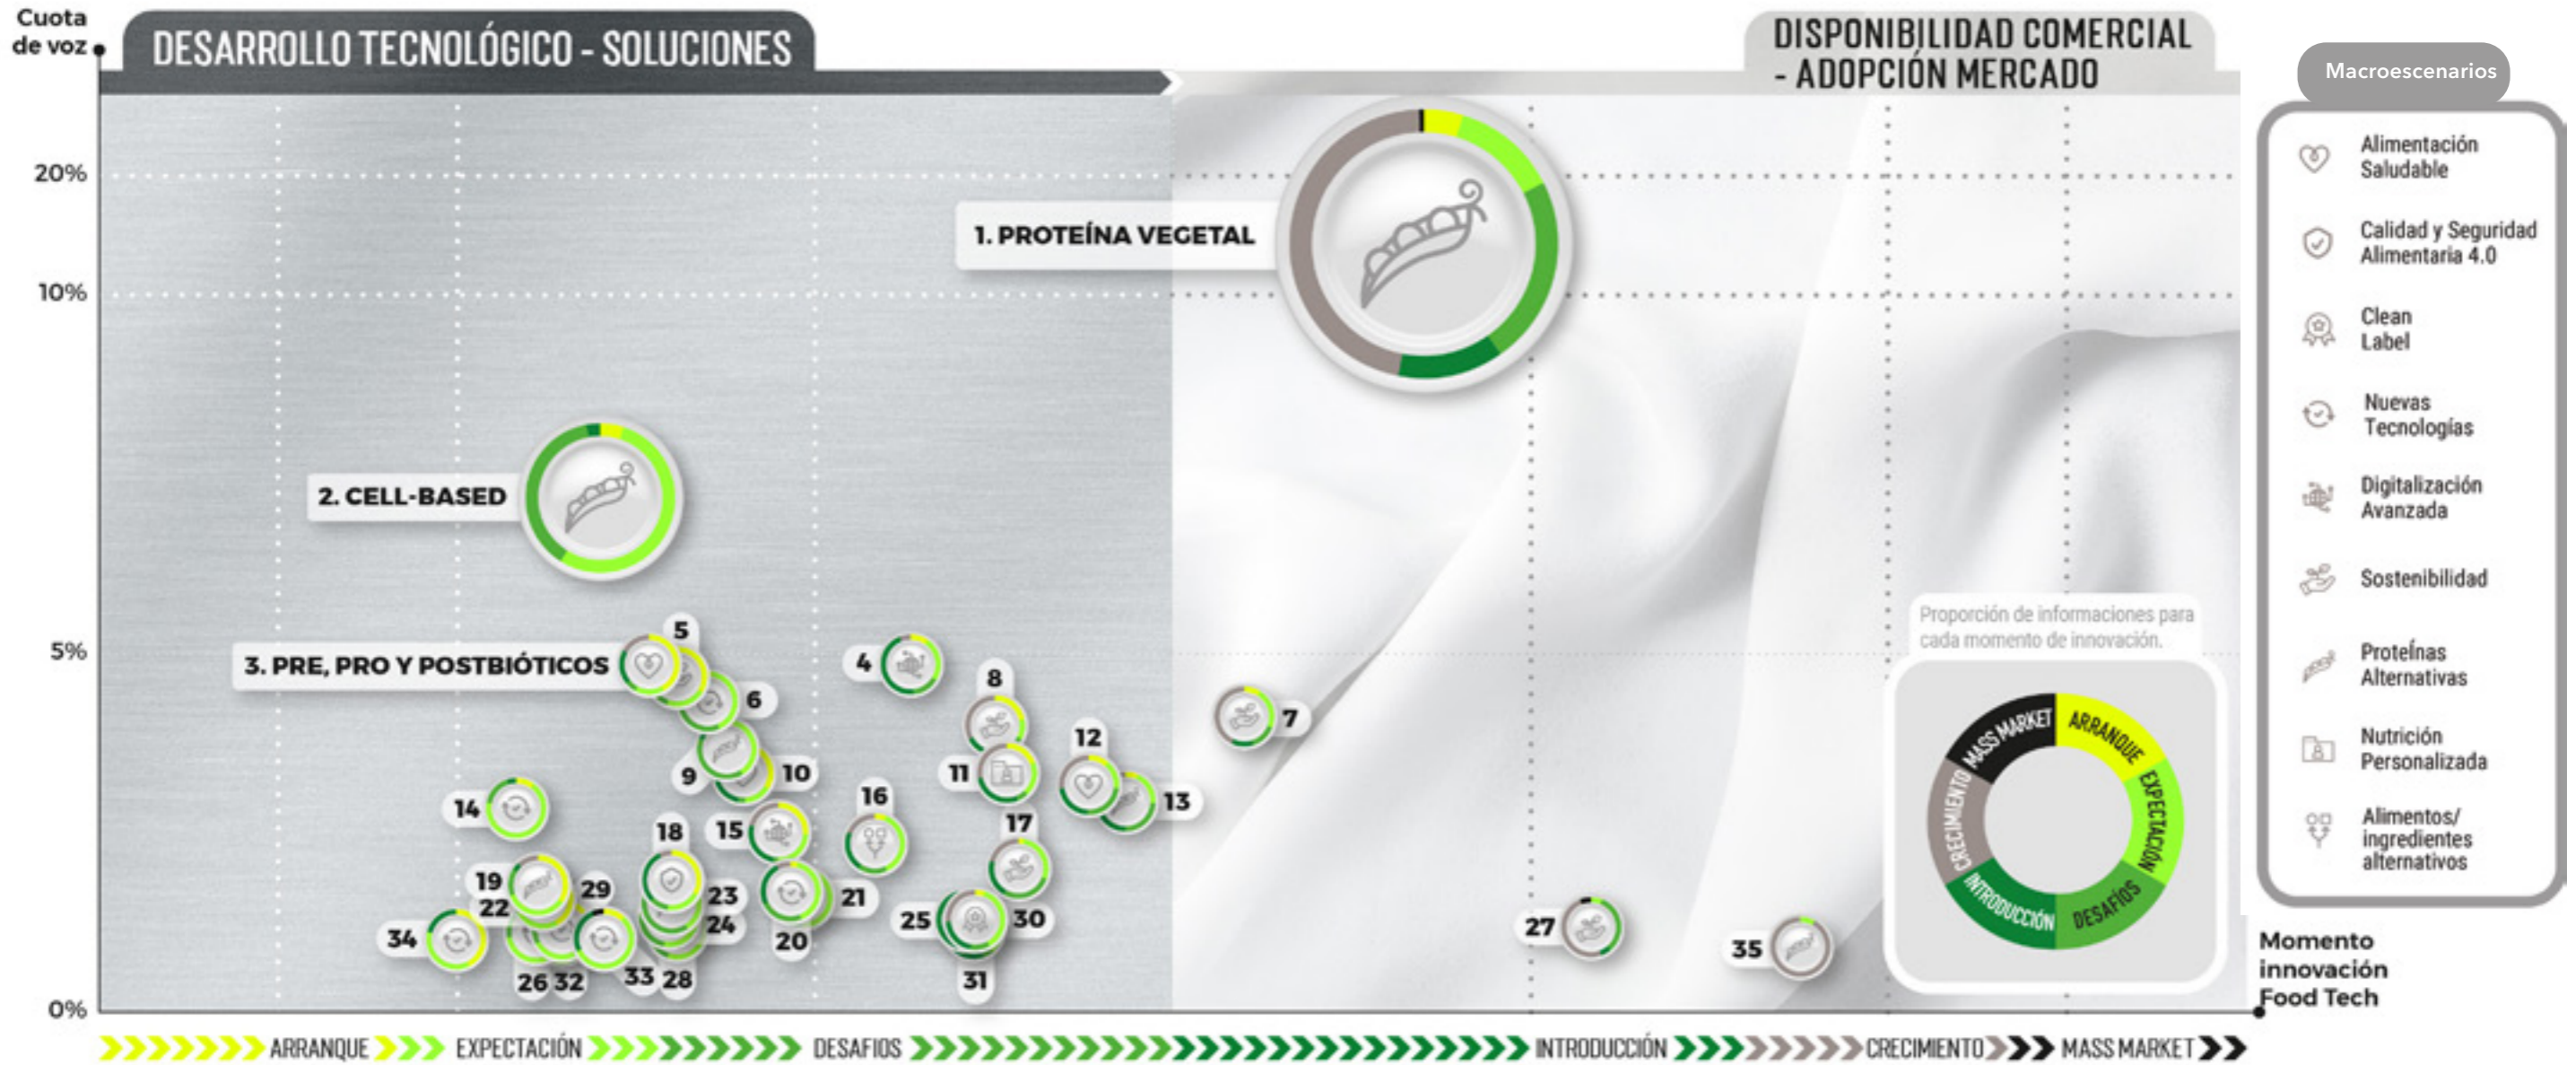 Cuota
de voz
DESARROLLO TECNOLÓGICO - SOLUCIONES
DISPONIBILIDAD COMERCIAL
- ADOPCIÓN MERCADO
Macroescenarios
20%
10%
5%
0%
1. PROTEÍNA VEGETAL
2. CELL-BASED
3. PRE, PRO Y POSTBIÓTICOS
5
4
6
8
7
12
9
10
11
13
14
16
15
17
18
19
29
23
21
22
24
25
30
34
20
27
35
26
32
33
28
31
Alimentación
Saludable
Calidad y Seguridad
Alimentaria 4.0
Clean
Label
Nuevas
Tecnologías
Digitalización
Avanzada
Sostenibilidad
Proteínas
Alternativas
Nutrición
Personalizada
Alimentos/
ingredientes
alternativos
Proporción de informaciones para
cada momento de innovación.
MASS MARKET
ARRANQUE
EXPECTACIÓN
DESAFÍOS
INTRODUCCIÓN
CRECIMIENTO
Momento
innovación
Food Tech
ARRANQUE
EXPECTACIÓN
DESAFIOS
INTRODUCCIÓN
CRECIMIENTO
MASS MARKET